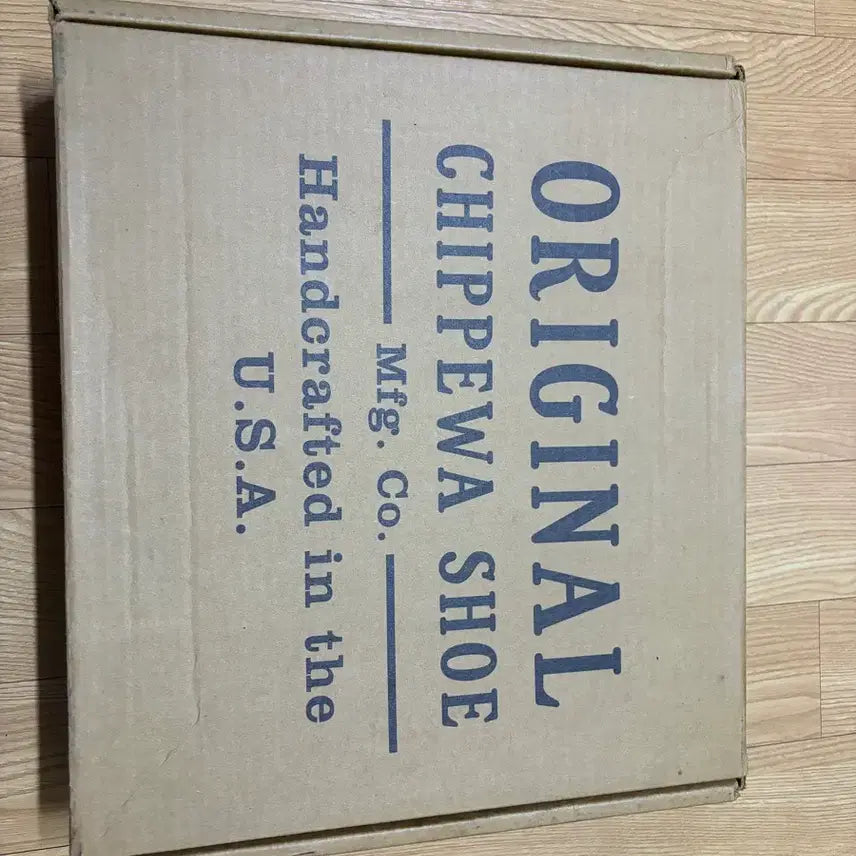 ORIGINAL
CHIPPEWA SHOE
Mfg. Co.
Handcrafted in the
U.S.A.